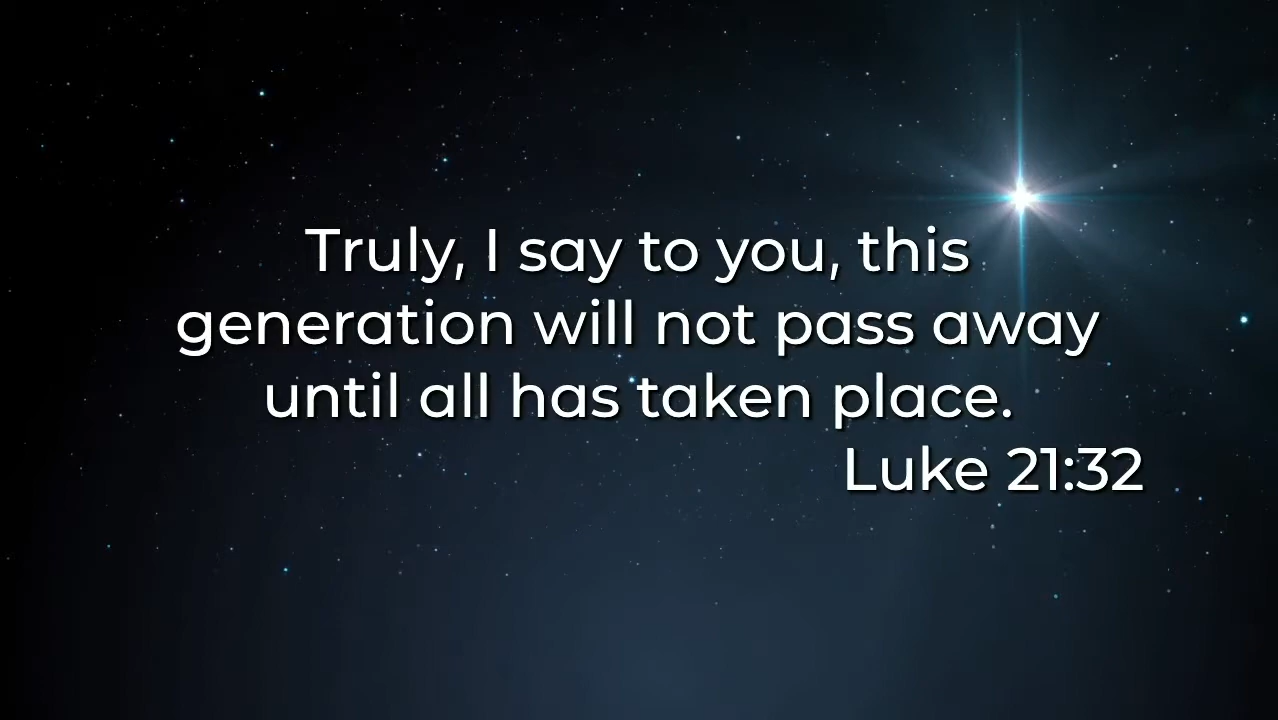 Truly, I say to you, this
generation will not pass away
until all has taken place.
Luke 21:32